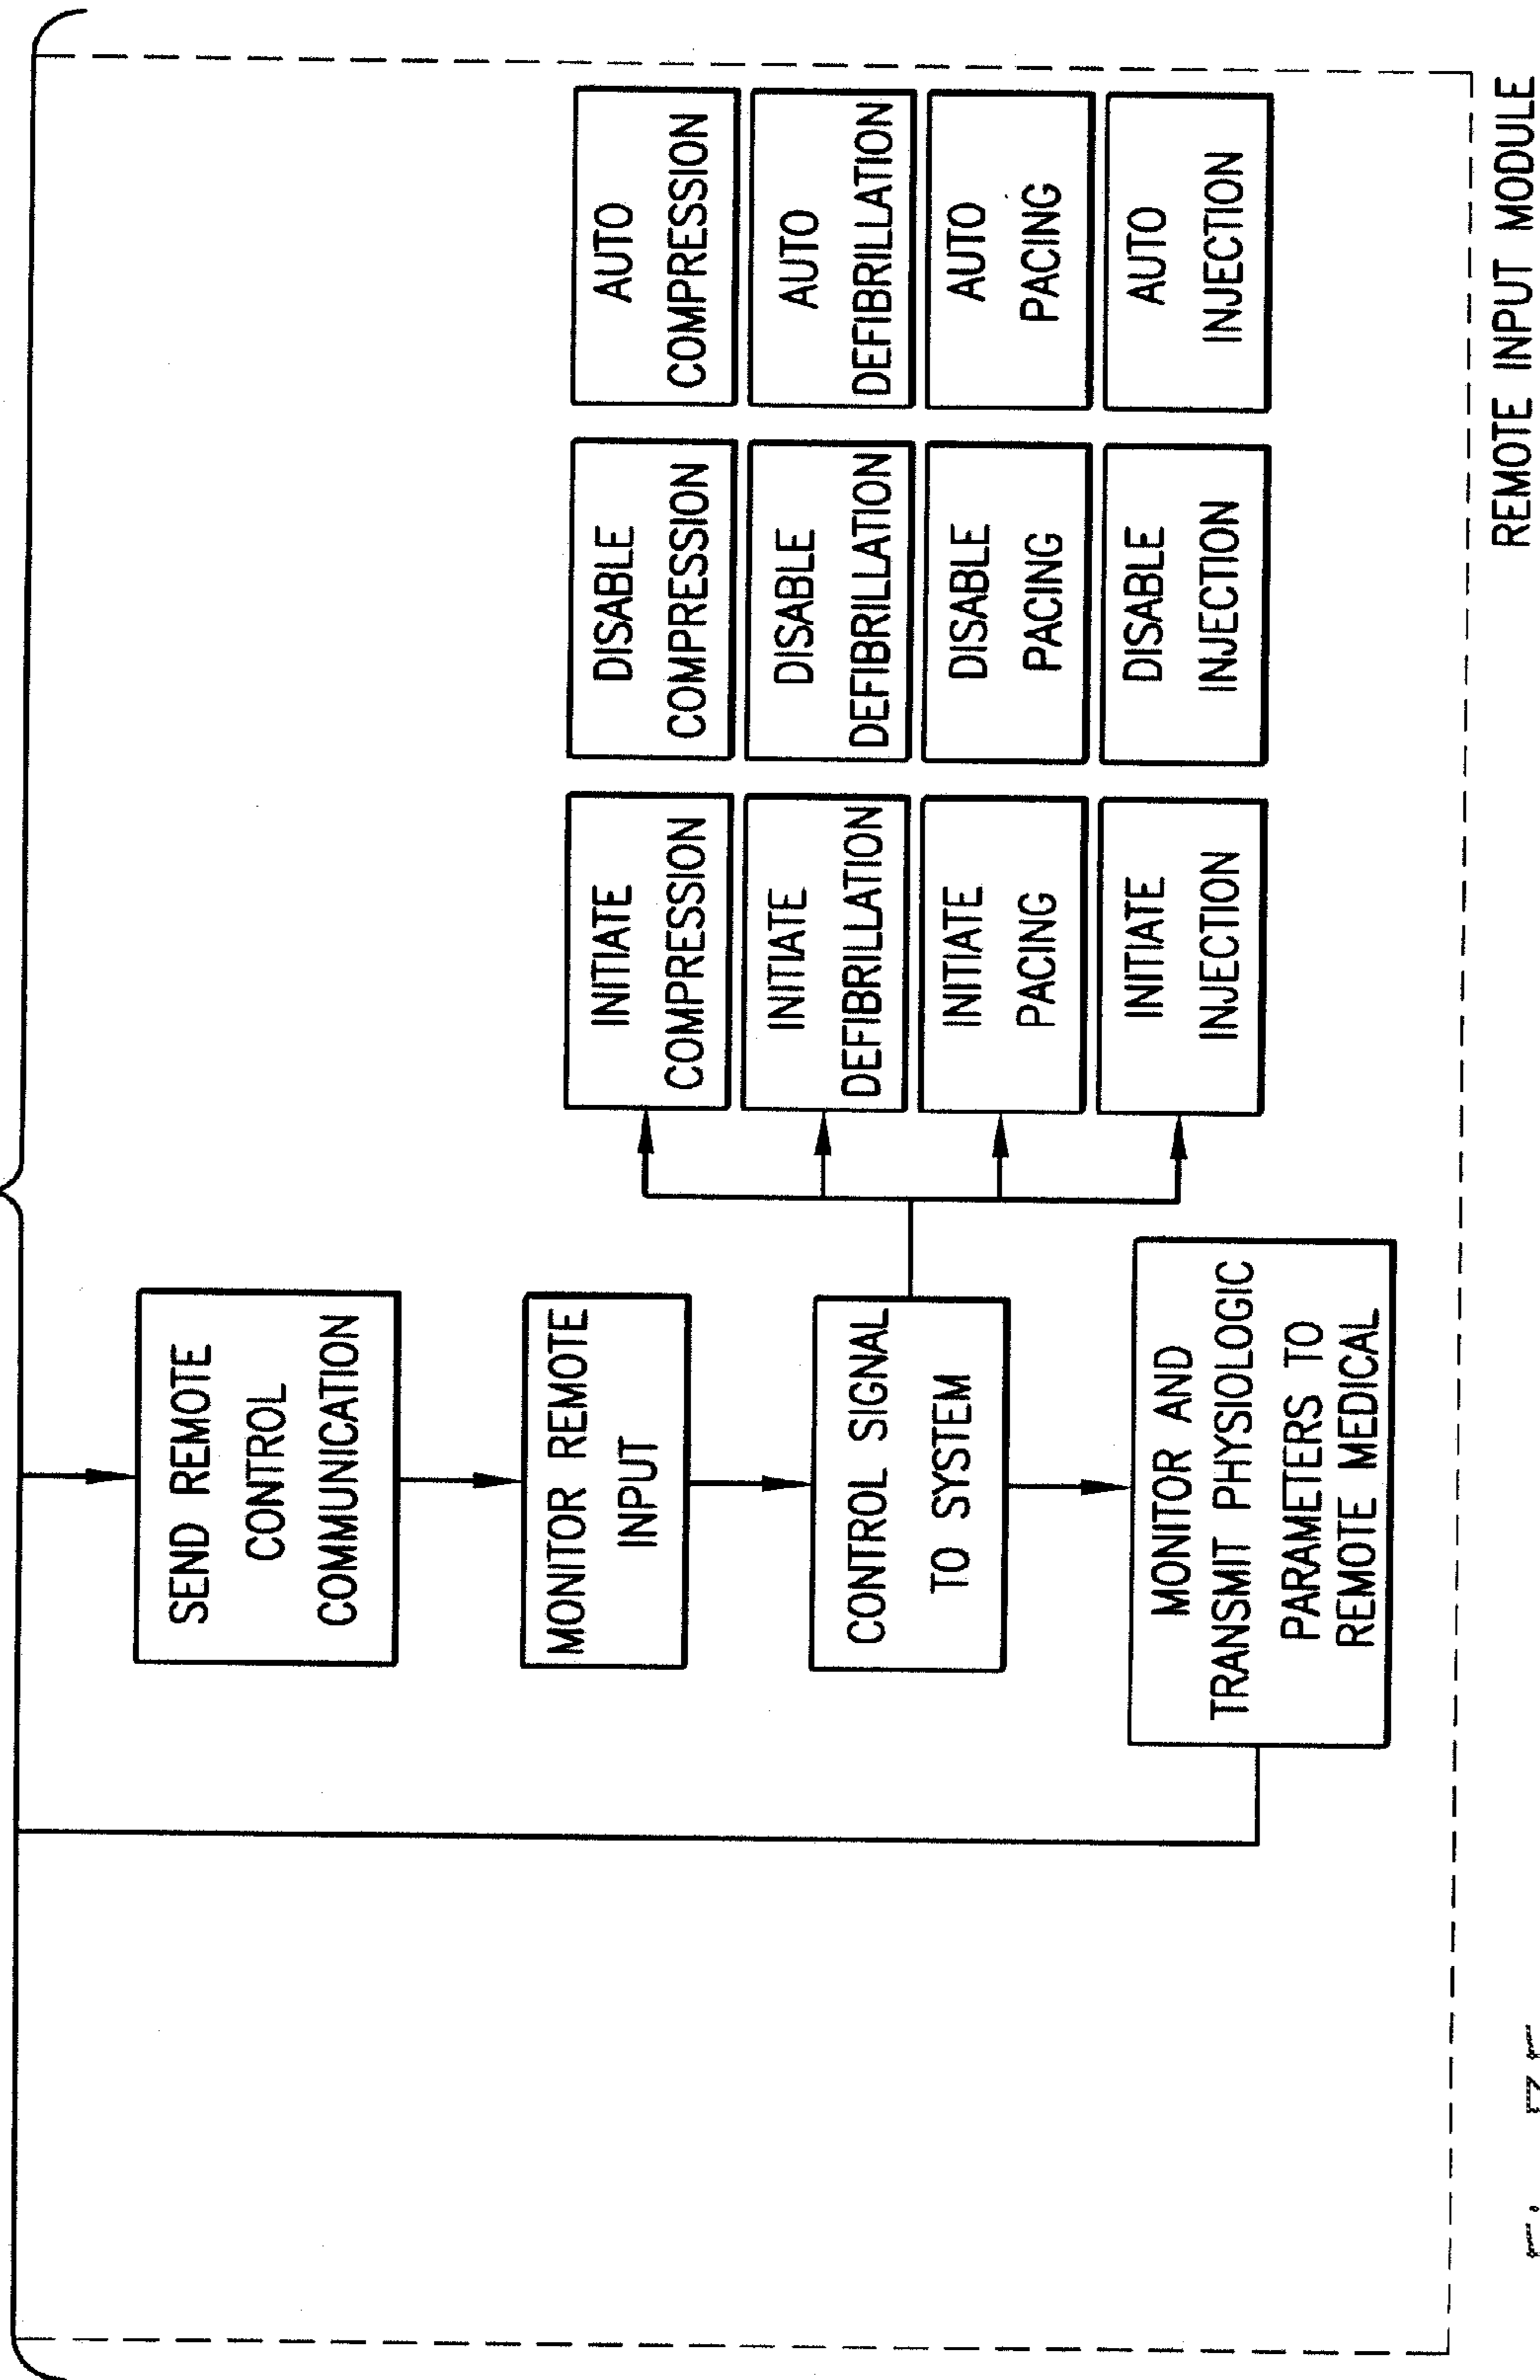 SEND REMOTE
CONTROL
COMMUNICATION
MONITOR REMOTE
INPUT
CONTROL SIGNAL
TO SYSTEM
MONITOR AND
TRANSMIT PHYSIOLOGIC
PARAMETERS TO
REMOTE MEDICAL
INITIATE
COMPRESSION
DISABLE
COMPRESSION
AUTO
COMPRESSION
INITIATE
DEFIBRILLATION
DISABLE
DEFIBRILLATION
AUTO
DEFIBRILLATION
INITIATE
PACING
DISABLE
PACING
AUTO
PACING
INITIATE
INJECTION
DISABLE
INJECTION
AUTO
INJECTION
REMOTE INPUT MODULE